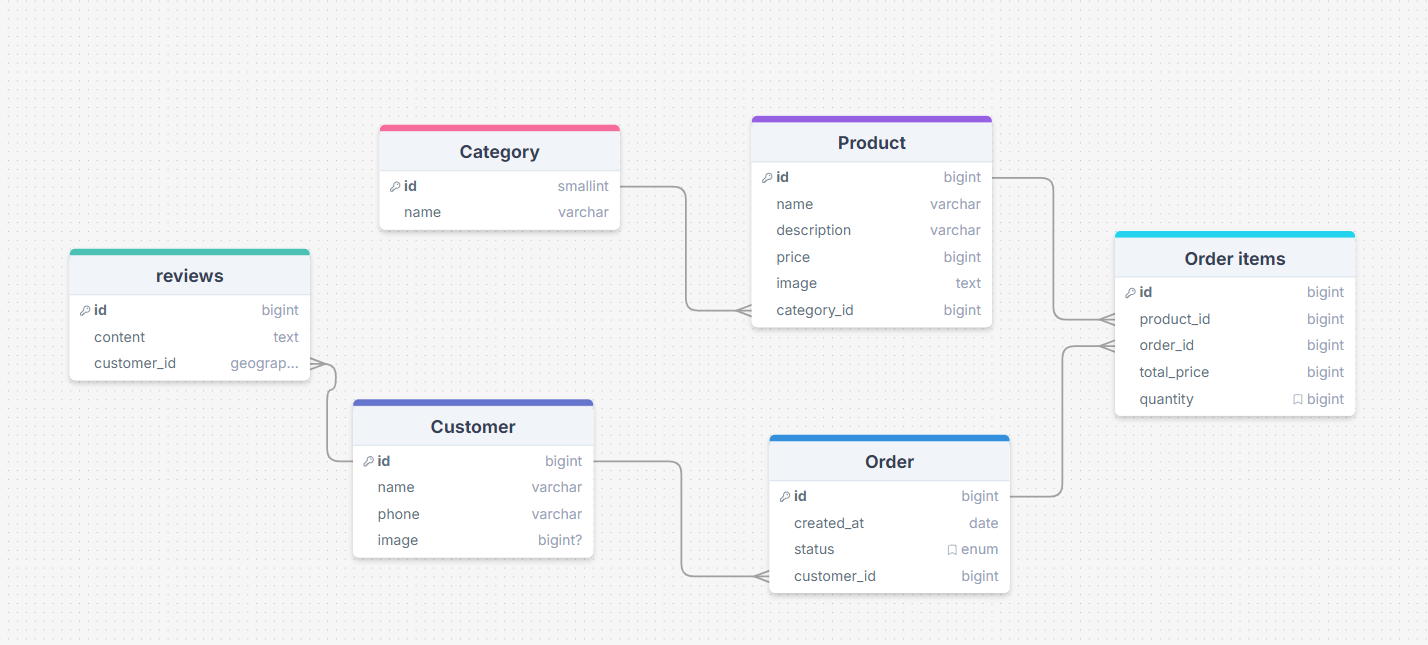 Category
id smallint
name varchar
Product
id bigint
name varchar
description varchar
price bigint
image text
category_id bigint
Order items
id bigint
product_id bigint
order_id bigint
total_price bigint
quantity bigint
reviews
id bigint
content text
customer_id geograp...
Customer
id bigint
name varchar
phone varchar
image bigint?
Order
id bigint
created_at date
status enum
customer_id bigint